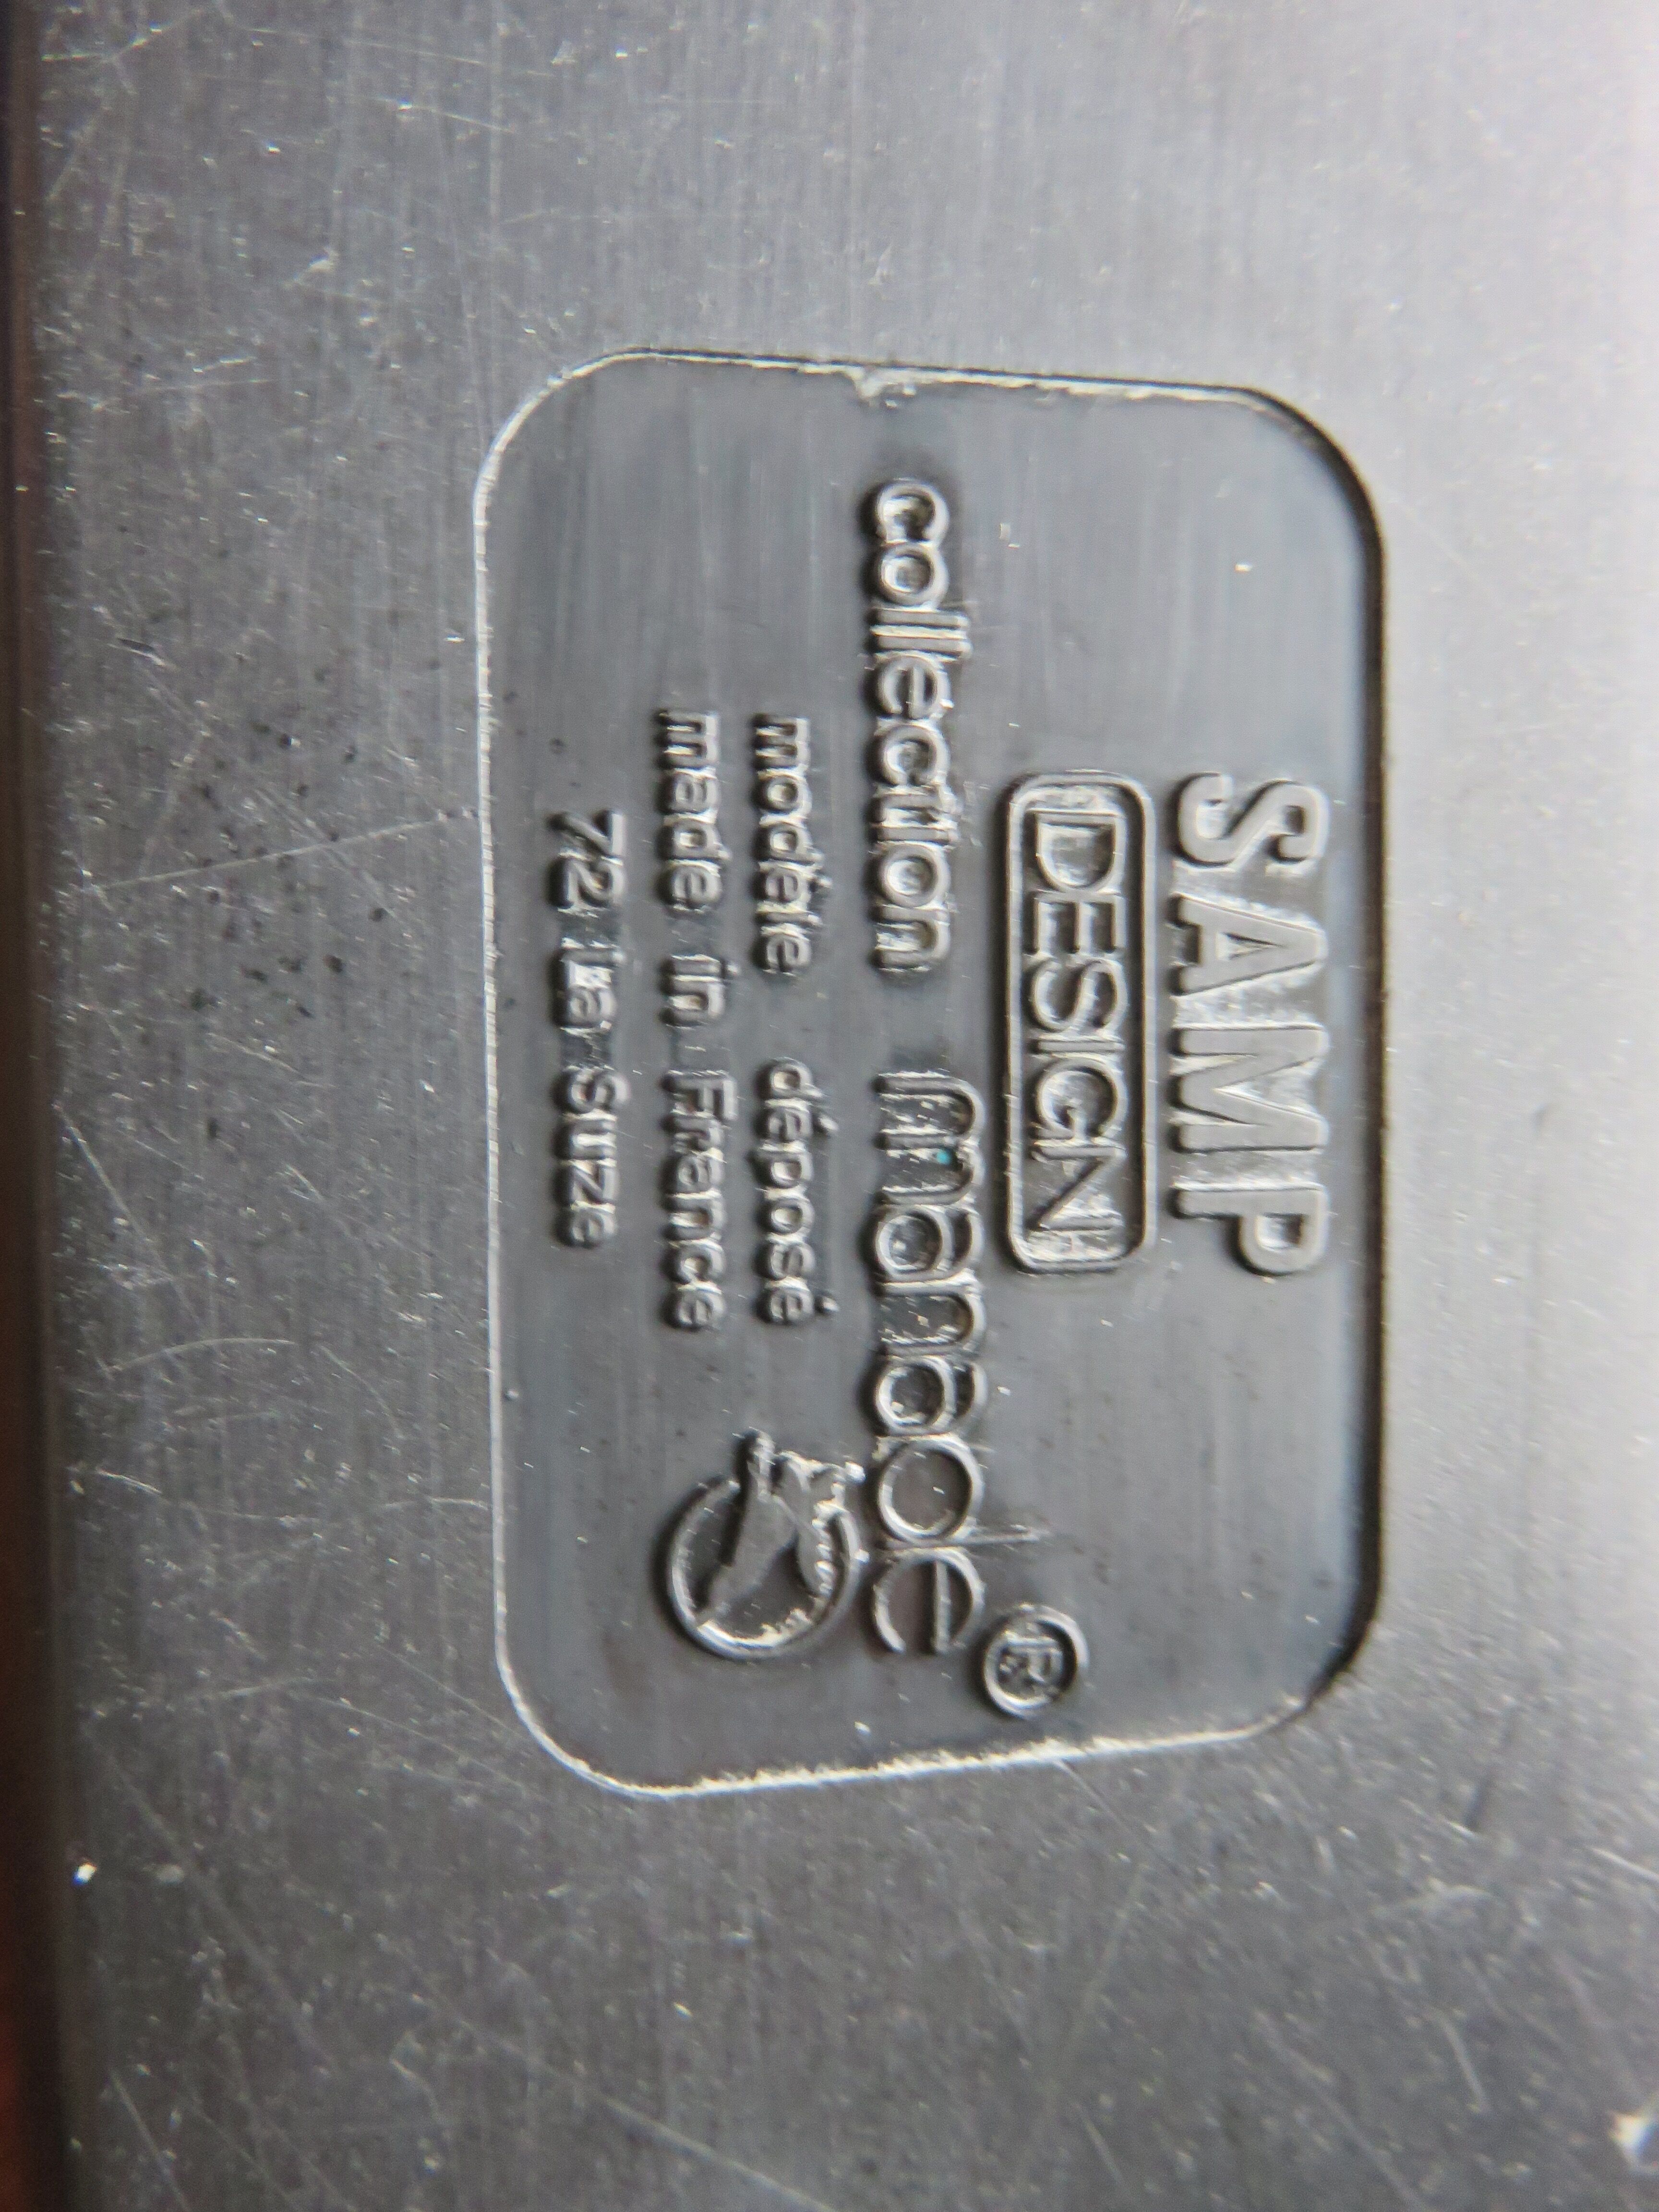 SAMP
DESIGN
collection manade ®
modèle déposé
made in France
72 La Suze